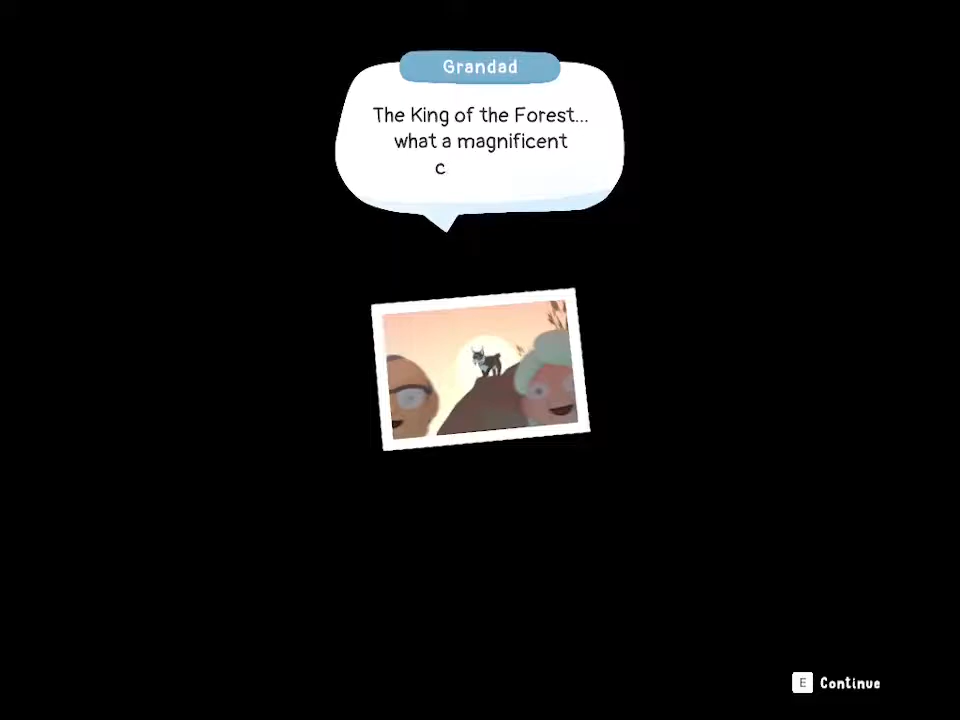 Grandad
The King of the Forest...
what a magnificent
c
E Continue